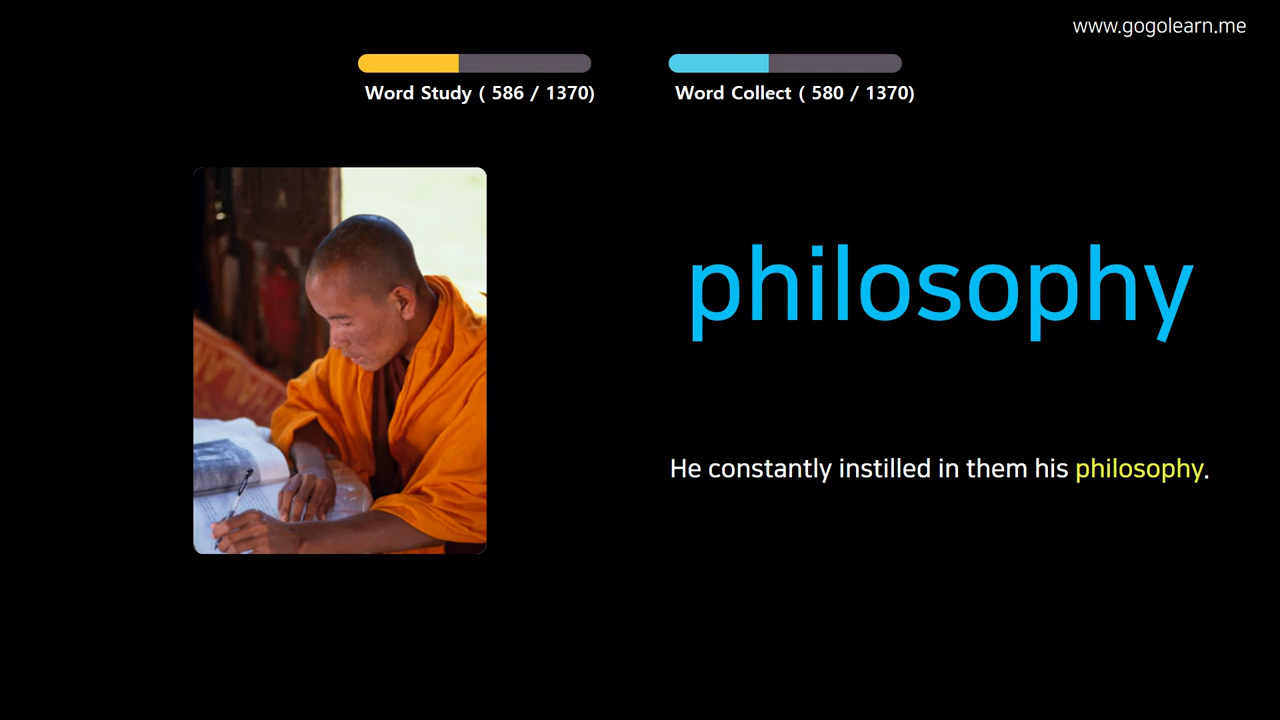 www.gogolearn.me
Word Study ( 586 / 1370)
Word Collect ( 580 / 1370)
philosophy
He constantly instilled in them his philosophy.